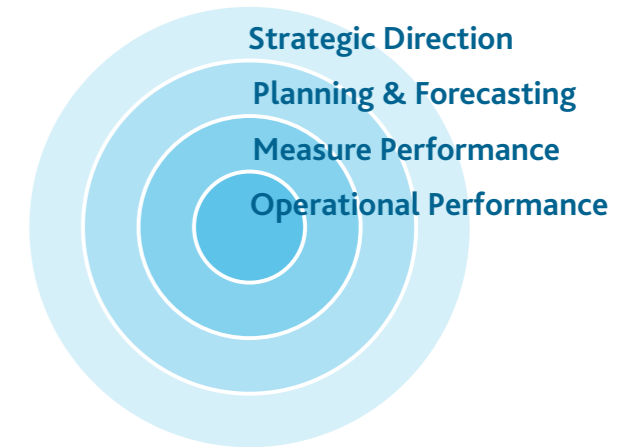 Strategic Direction
Planning & Forecasting
Measure Performance
Operational Performance